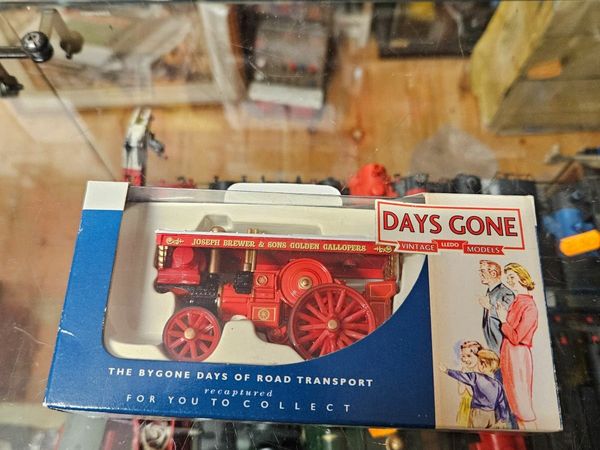 DAYS GONE
VINTAGE LLEDO MODELS
JOSEPH BREWER & SONS GOLDEN GALLOPERS
THE BYGONE DAYS OF ROAD TRANSPORT
recaptured
FOR YOU TO COLLECT